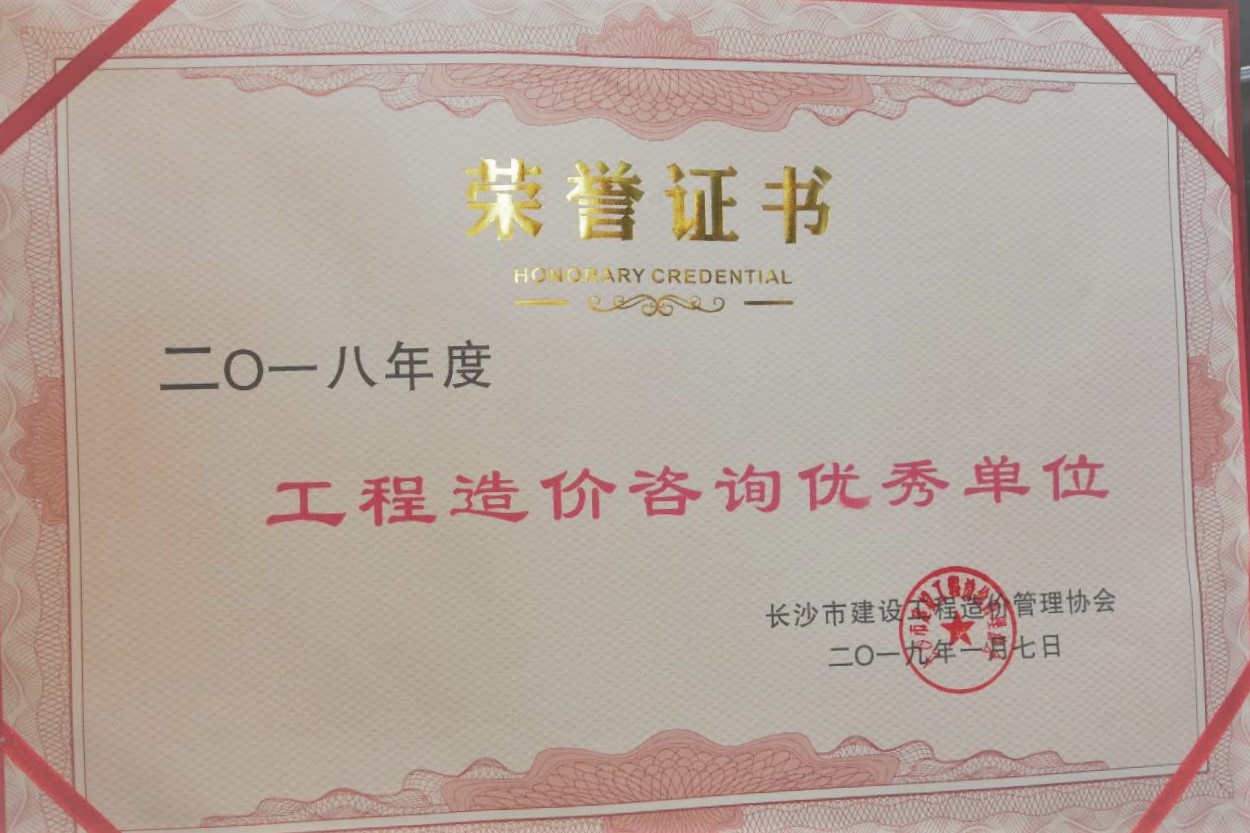 荣誉证书
HONORARY CREDENTIAL
二〇一八年度
工程造价咨询优秀单位
长沙市建设工程造价管理协会
二〇一九年一月七日